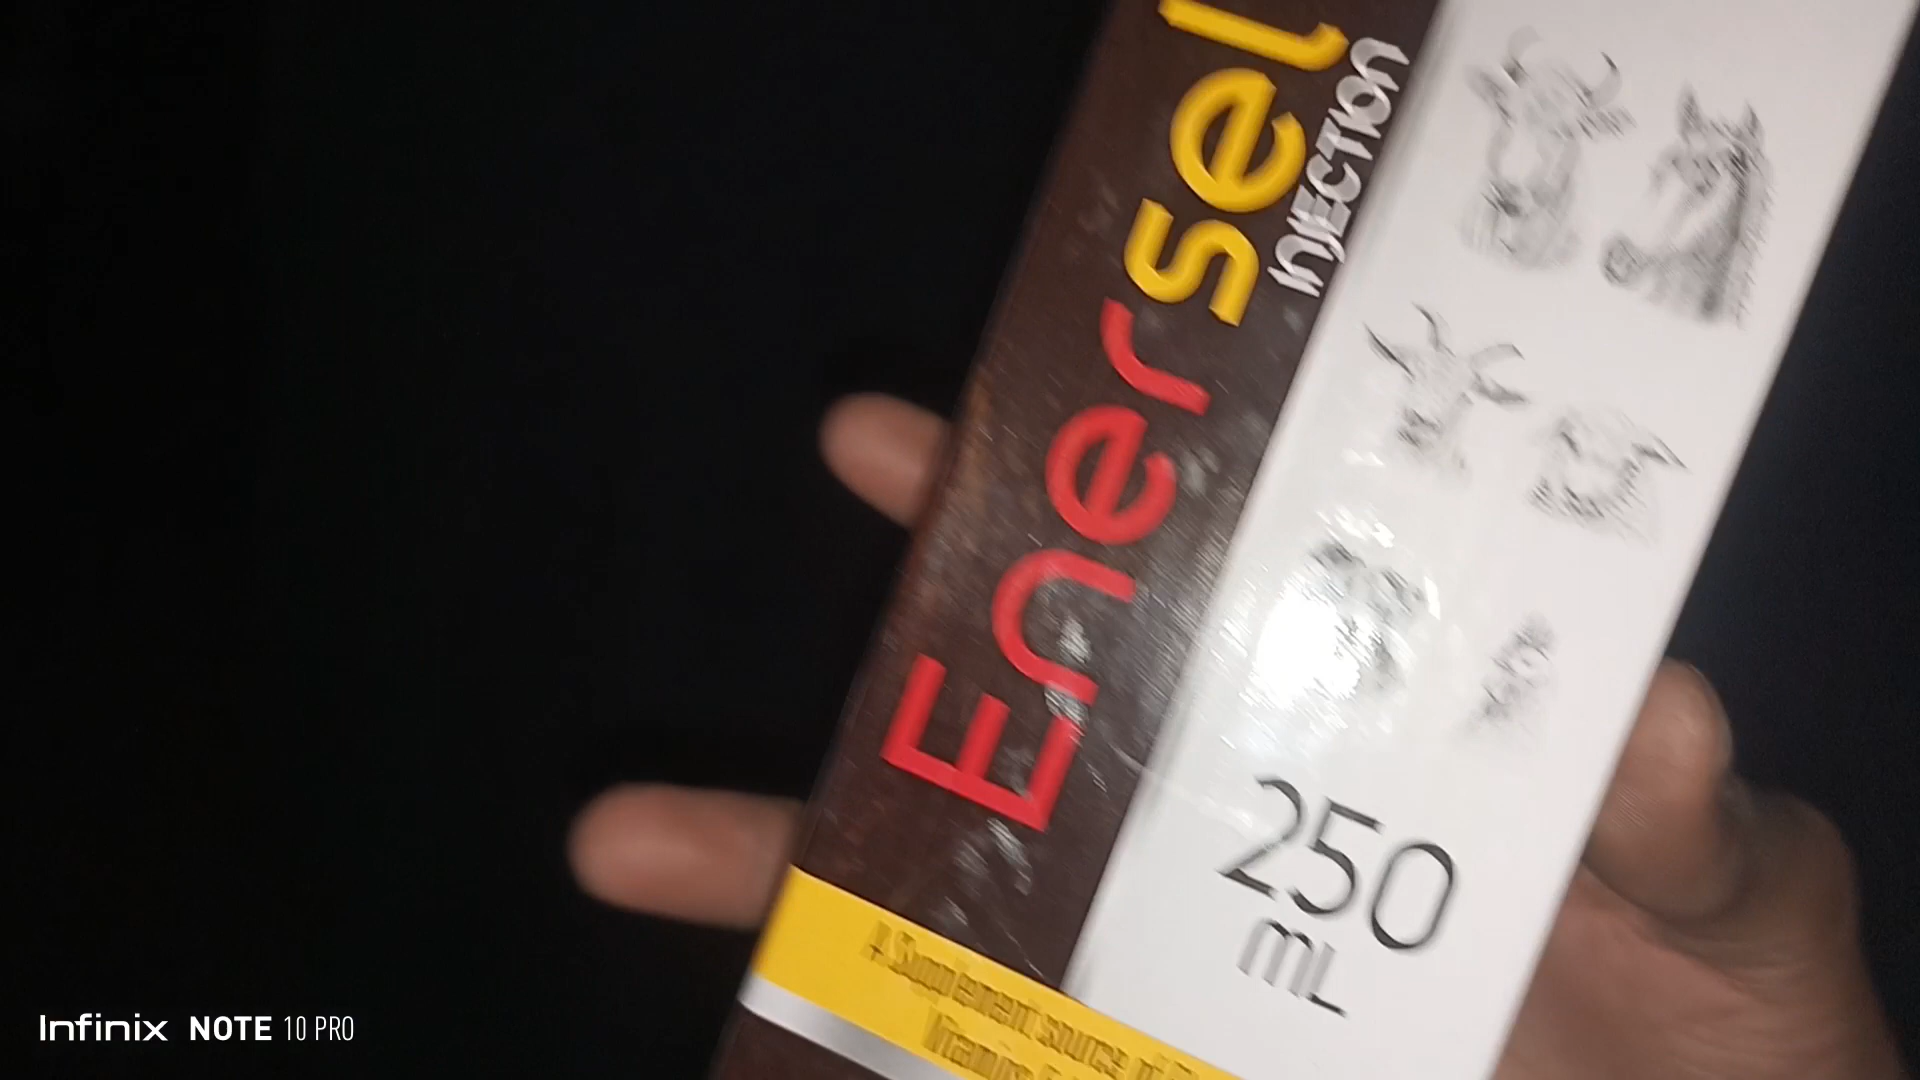 Enersel
INJECTION
250
mL
A Supplement source of
Vitamins
Infinix NOTE 10 PRO